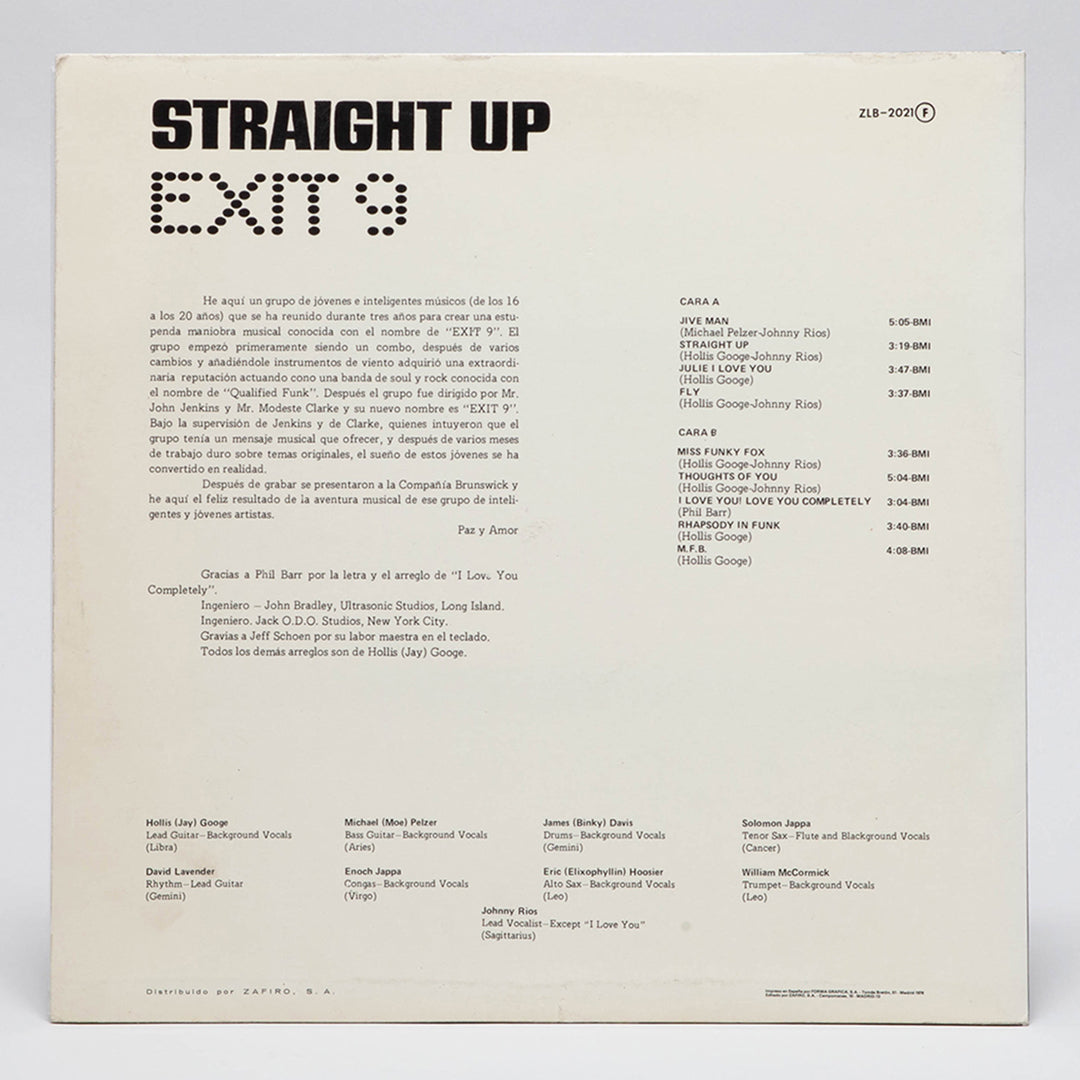 STRAIGHT UP
EXIT 9
ZLB-2021 F
He aquí un grupo de jóvenes e inteligentes músicos (de los 16
a los 20 años) que se ha reunido durante tres años para crear una estu-
penda maniobra musical conocida con el nombre de "EXIT 9". El
grupo empezó primeramente siendo un combo, después de varios
cambios y añadiéndole instrumentos de viento adquirió una extraordi-
naria reputación actuando cono una banda de soul y rock conocida con
el nombre de "Qualified Funk". Después el grupo fue dirigido por Mr.
John Jenkins y Mr. Modeste Clarke y su nuevo nombre es "EXIT 9".
Bajo la supervisión de Jenkins y de Clarke, quienes intuyeron que el
grupo tenía un mensaje musical que ofrecer, y después de varios meses
de trabajo duro sobre temas originales, el sueño de estos jóvenes se ha
convertido en realidad.
Después de grabar se presentaron a la Compañía Brunswick y
he aquí el feliz resultado de la aventura musical de ese grupo de inteli-
gentes y jóvenes artistas.
Paz y Amor
Gracias a Phil Barr por la letra y el arreglo de "I Love You
Completely".
Ingeniero – John Bradley, Ultrasonic Studios, Long Island.
Ingeniero. Jack O.D.O. Studios, New York City.
Gravias a Jeff Schoen por su labor maestra en el teclado.
Todos los demás arreglos son de Hollis (Jay) Googe.
CARA A
JIVE MAN 5:05-BMI
(Michael Pelzer-Johnny Rios)
STRAIGHT UP 3:19-BMI
(Hollis Googe-Johnny Rios)
JULIE I LOVE YOU 3:47-BMI
(Hollis Googe)
FLY 3:37-BMI
(Hollis Googe-Johnny Rios)
CARA B
MISS FUNKY FOX 3:36-BMI
(Hollis Googe-Johnny Rios)
THOUGHTS OF YOU 5:04-BMI
(Hollis Googe-Johnny Rios)
I LOVE YOU! LOVE YOU COMPLETELY 3:04-BMI
(Phil Barr)
RHAPSODY IN FUNK 3:40-BMI
(Hollis Googe)
M.F.B. 4:08-BMI
(Hollis Googe)
Hollis (Jay) Googe
Lead Guitar–Background Vocals
(Libra)
Michael (Moe) Pelzer
Bass Guitar–Background Vocals
(Aries)
James (Binky) Davis
Drums–Background Vocals
(Gemini)
Solomon Jappa
Tenor Sax–Flute and Blackground Vocals
(Cancer)
David Lavender
Rhythm–Lead Guitar
(Gemini)
Enoch Jappa
Congas–Background Vocals
(Virgo)
Eric (Elixophyllin) Hoosier
Alto Sax–Background Vocals
(Leo)
William McCormick
Trumpet–Background Vocals
(Leo)
Johnny Rios
Lead Vocalist–Except "I Love You"
(Sagittarius)
Distribuido por ZAFIRO, S. A.
Impreso en España por FORMA GRAFICA, S.A. - Tomás Bretón, - Madrid
Editado por ZAFIRO, S.A. - Campomanes, 10 - MADRID-13